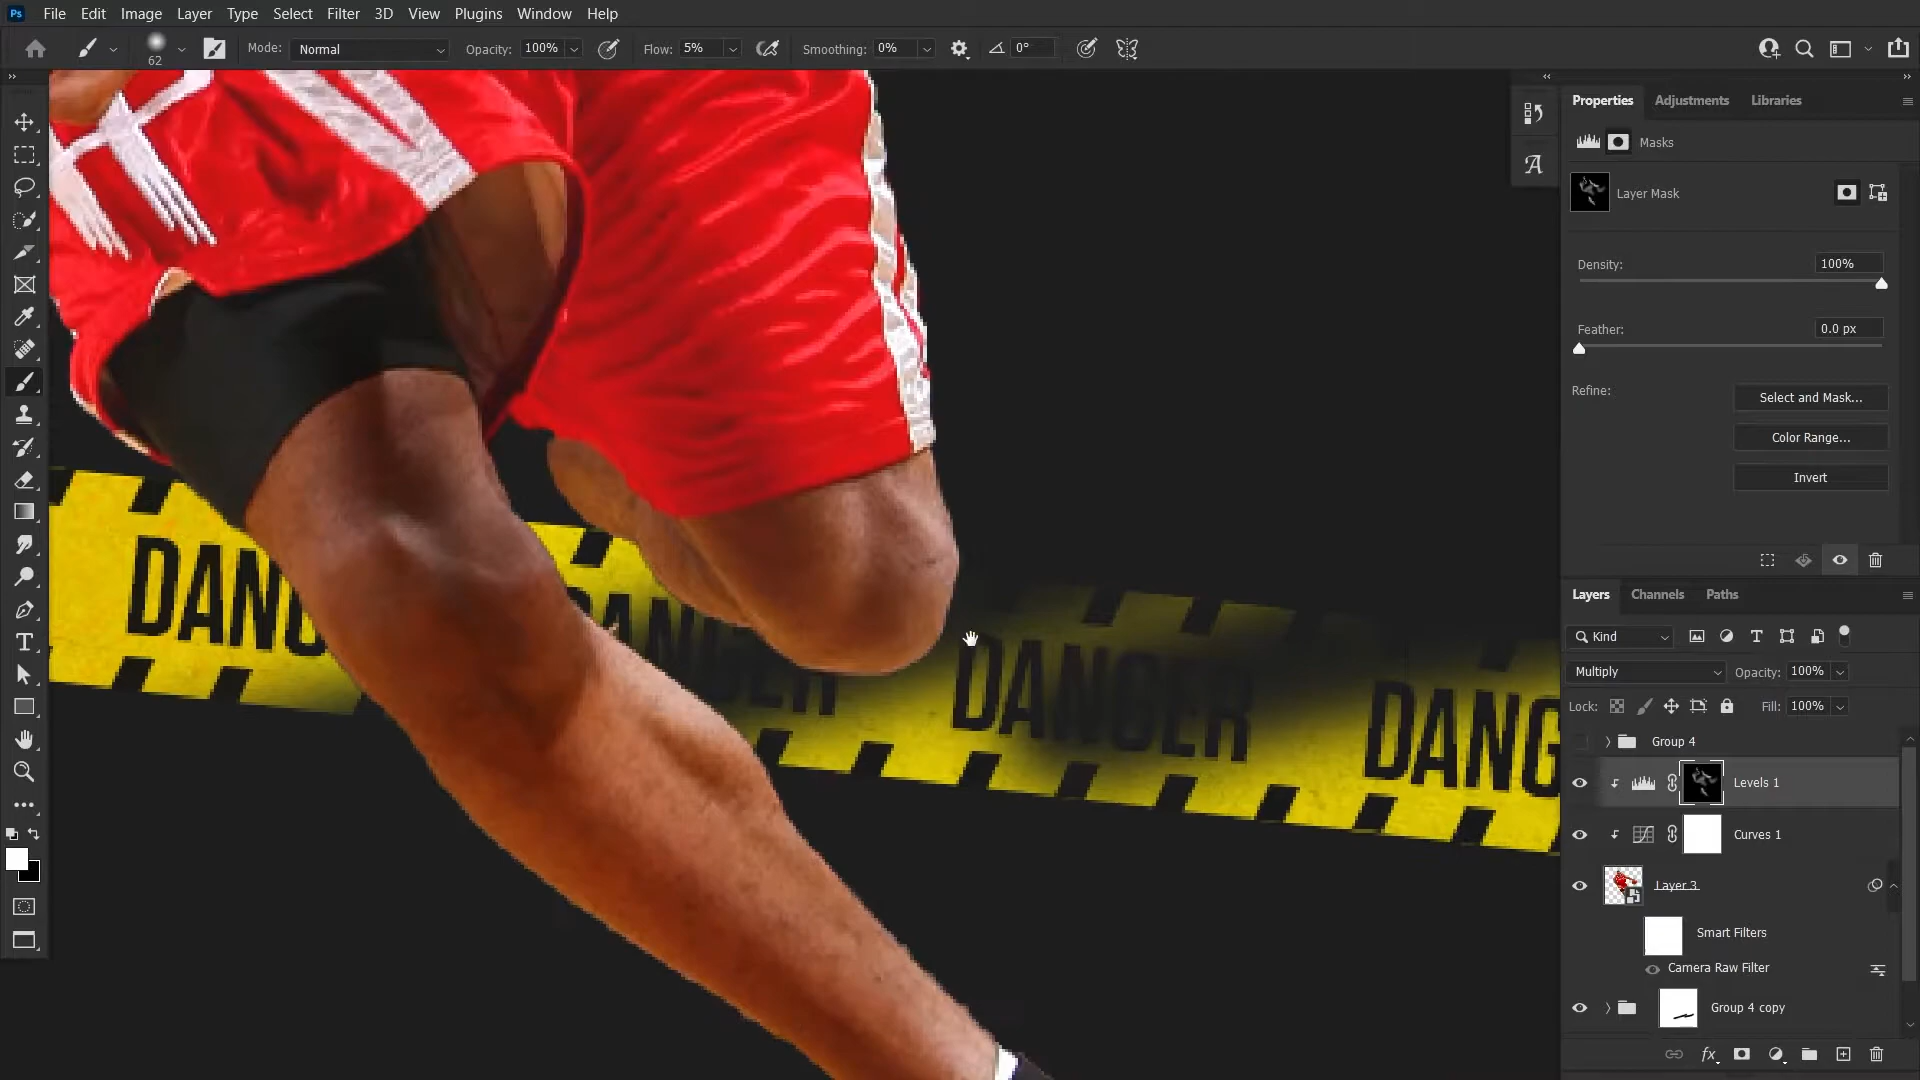 Ps File Edit Image Layer Type Select Filter 3D View Plugins Window Help
62 Mode: Normal Opacity: 100% Flow: 5% Smoothing: 0% 0°
Properties Adjustments Libraries
Masks
Layer Mask
Density: 100%
Feather: 0.0 px
Refine: Select and Mask...
Color Range...
Invert
Layers Channels Paths
Kind
Multiply Opacity: 100%
Lock: Fill: 100%
Group 4
Levels 1
Curves 1
Layer 3
Smart Filters
Camera Raw Filter
Group 4 copy
fx
DANG
DANGER
DANGER
DANG